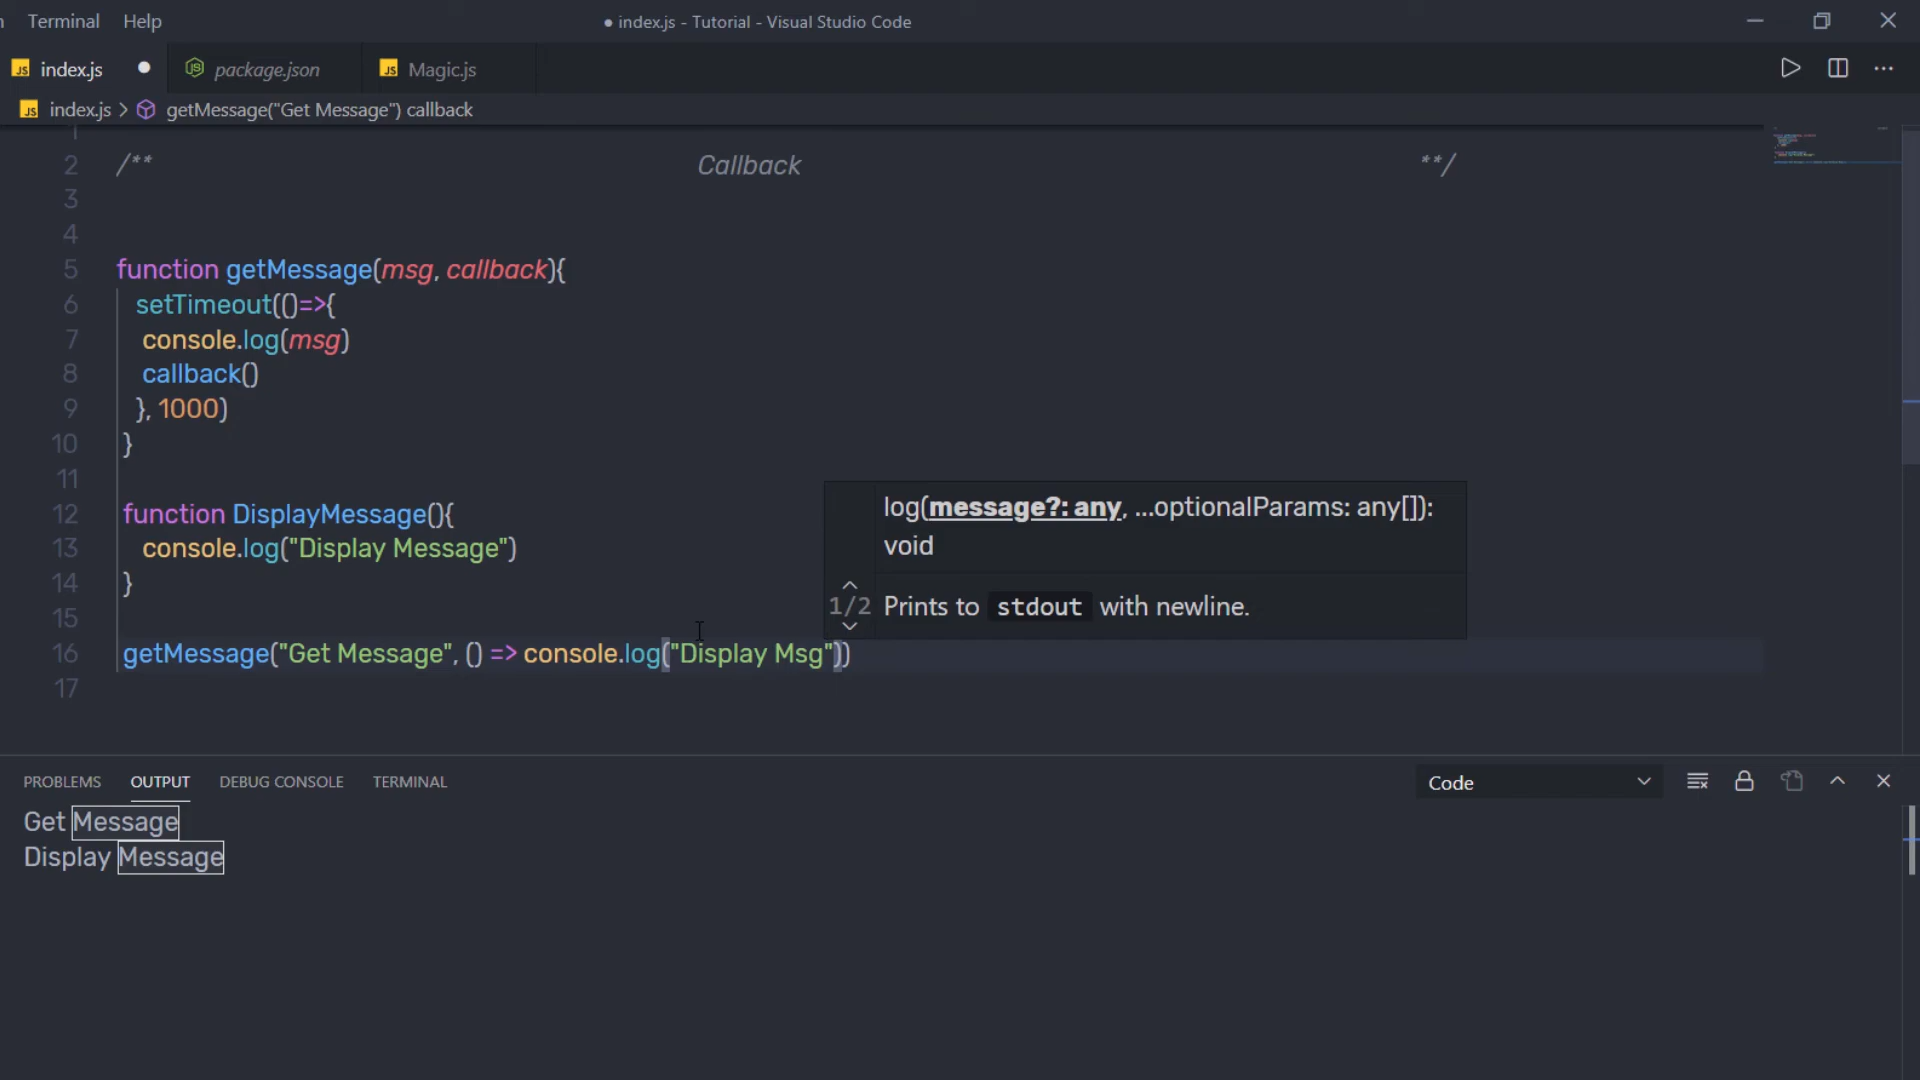 Terminal Help
● index.js - Tutorial - Visual Studio Code
JS index.js ● package.json JS Magic.js
JS index.js > getMessage("Get Message") callback
1
2 /** Callback **/
3
4
5 function getMessage(msg, callback){
6 setTimeout(()=>{
7 console.log(msg)
8 callback()
9 }, 1000)
10 }
11
12 function DisplayMessage(){
13 console.log("Display Message")
14 }
15
16 getMessage("Get Message", () => console.log("Display Msg"))
17
log(message?: any, ...optionalParams: any[]):
void
1/2 Prints to stdout with newline.
PROBLEMS OUTPUT DEBUG CONSOLE TERMINAL Code
Get Message
Display Message